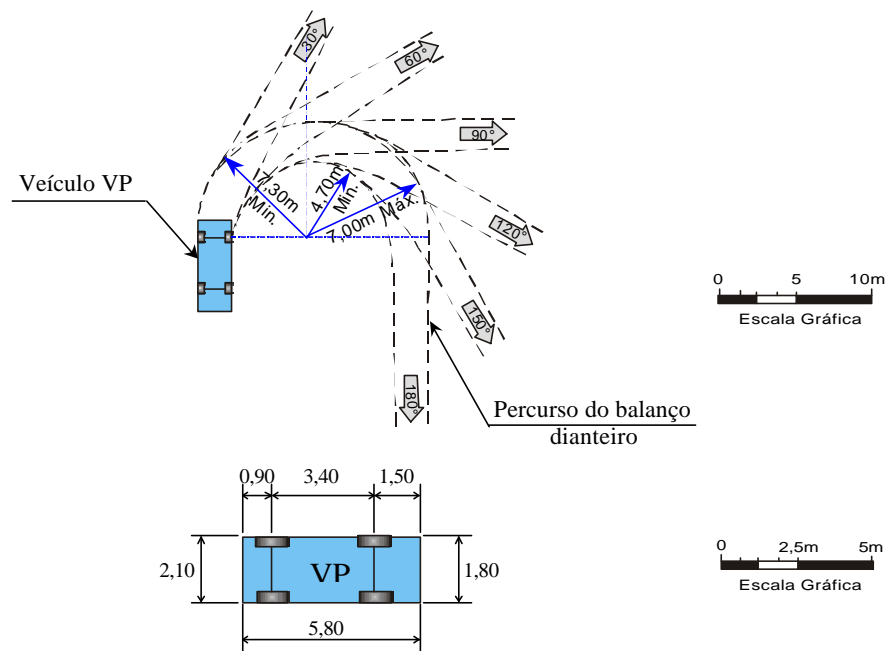 30°
60°
90°
120°
150°
180°
Veículo VP
7,30m
Min.
4,70m
Min.
7,00m Máx.
0 5 10m
Escala Gráfica
Percurso do balanço
dianteiro
0,90 3,40 1,50
2,10
VP
1,80
5,80
0 2,5m 5m
Escala Gráfica